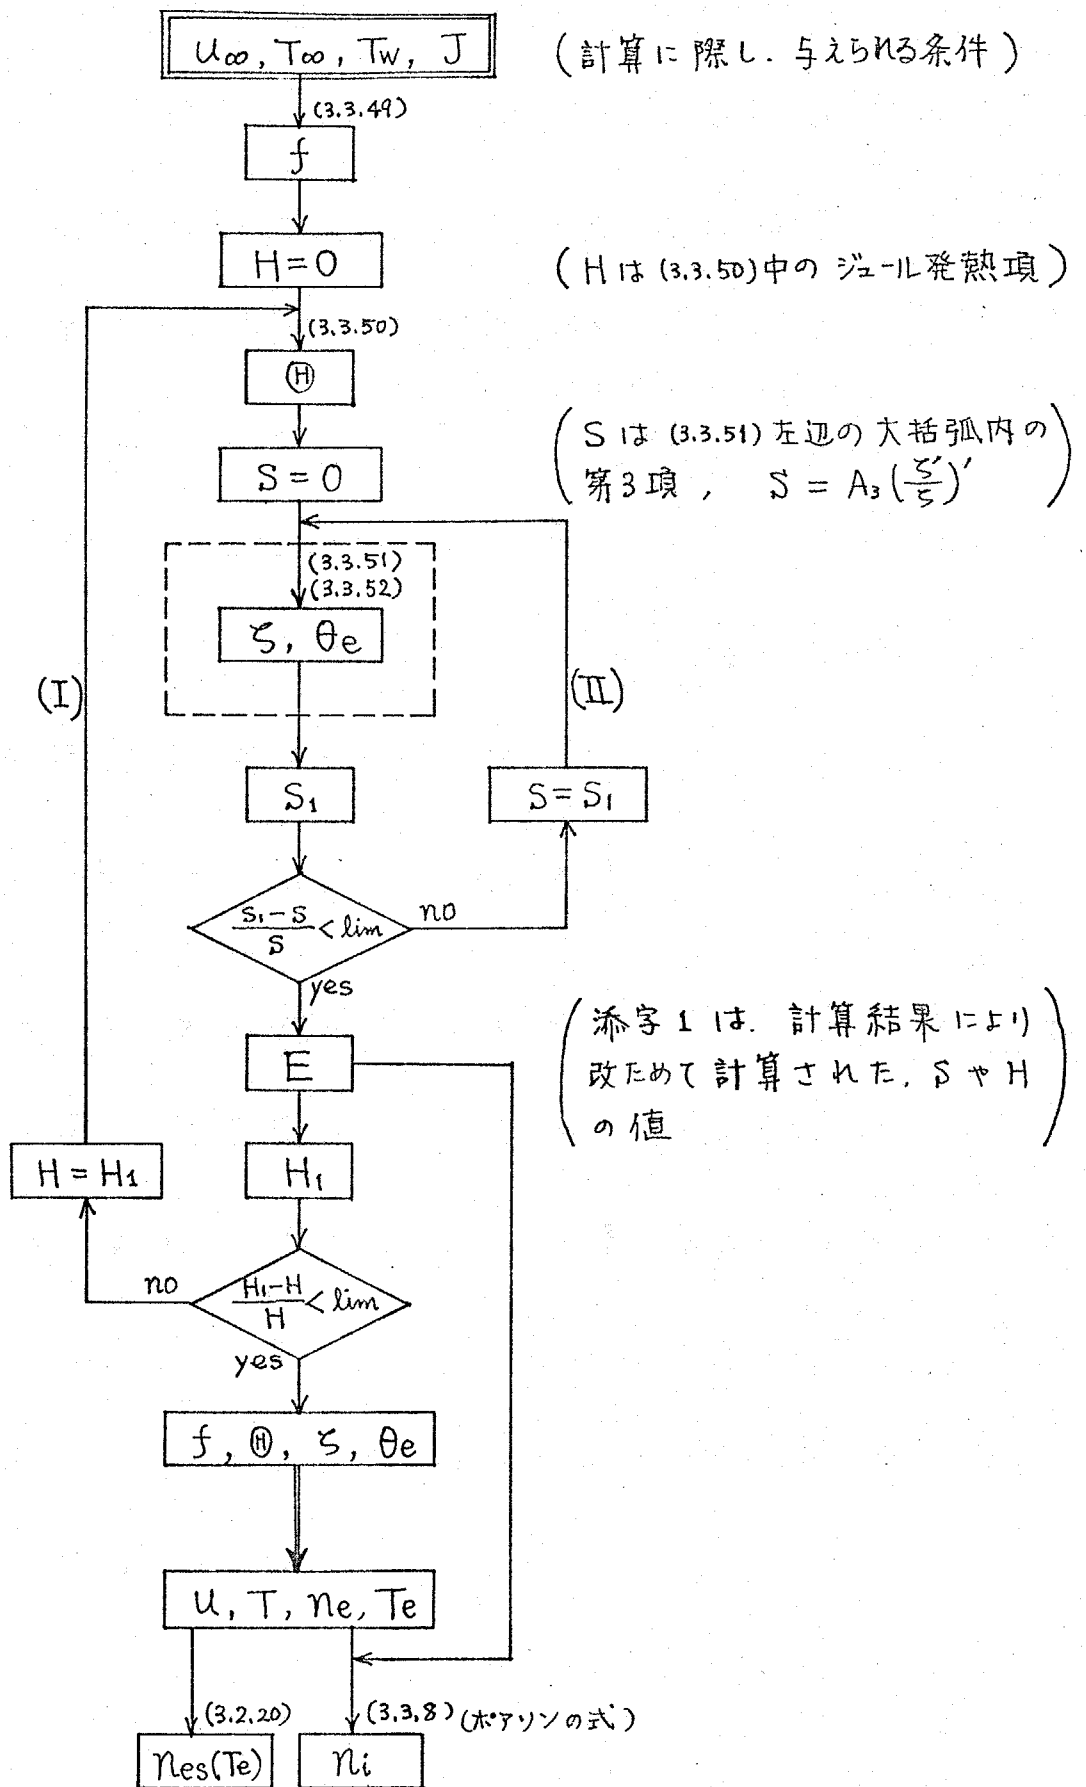 u∞, T∞, Tw, J
(計算に際し. 与えられる条件)
(3.3.49)
f
H=0
(Hは(3.3.50)中のジュール発熱項)
(3.3.50)
Ⓗ
S=0
(Sは(3.3.51)左辺の大括弧内の
第3項, S = A₃(ζ'/ζ)')
(3.3.51)
(3.3.52)
ζ, θe
(I)
(II)
S₁
S=S₁
(S₁-S)/S < lim
no
yes
E
(添字1は. 計算結果により
改ためて計算された, SやH
の値)
H=H₁
H₁
(H₁-H)/H < lim
no
yes
f, Ⓗ, ζ, θe
u, T, ne, Te
(3.2.20)
(3.3.8)(ポアソンの式)
nes(Te)
ni